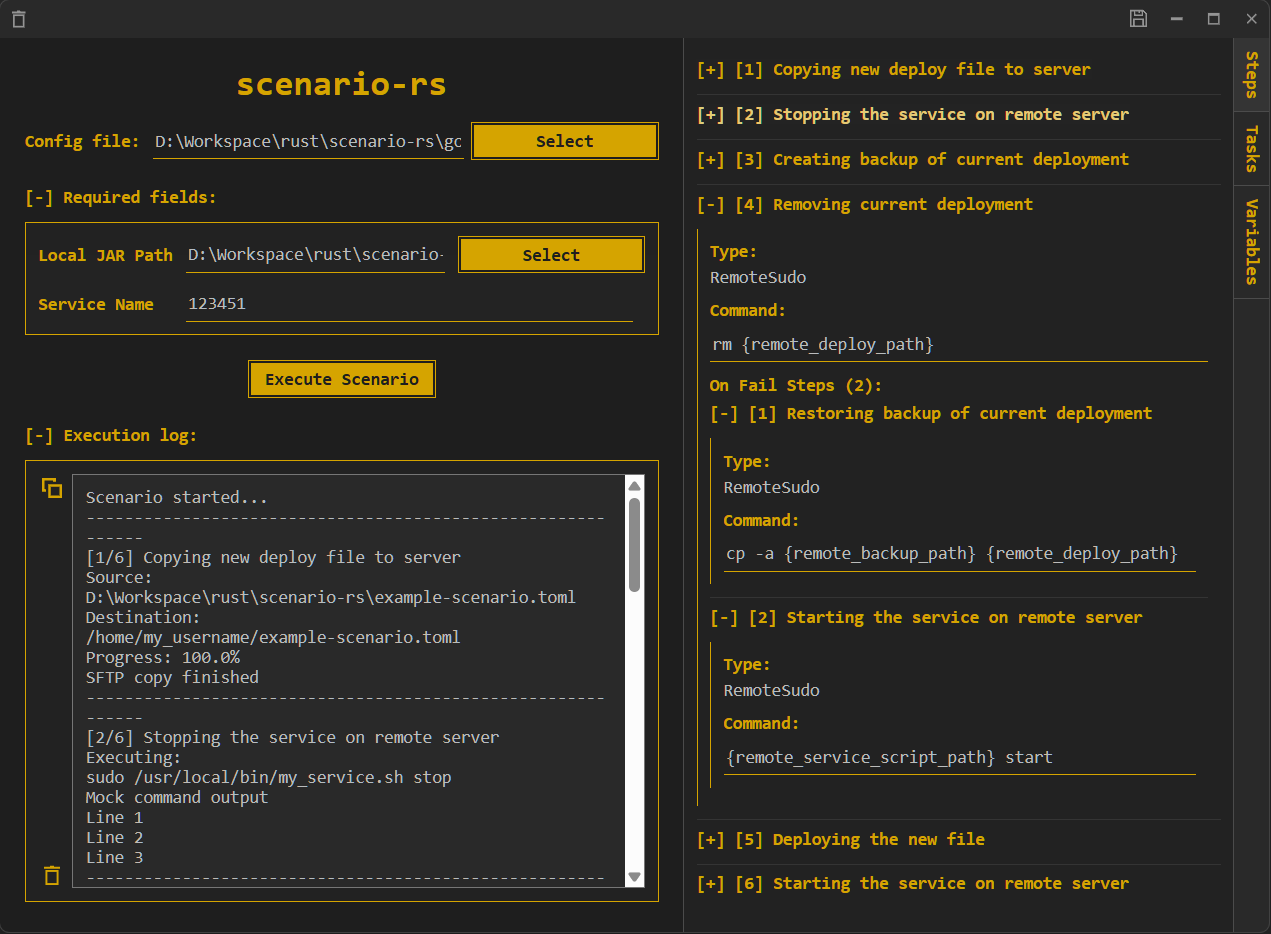 scenario-rs
Config file: D:\Workspace\rust\scenario-rs\go Select
[-] Required fields:
Local JAR Path D:\Workspace\rust\scenario- Select
Service Name 123451
Execute Scenario
[-] Execution log:
Scenario started...
------------------------------------------------------
------
[1/6] Copying new deploy file to server
Source:
D:\Workspace\rust\scenario-rs\example-scenario.toml
Destination:
/home/my_username/example-scenario.toml
Progress: 100.0%
SFTP copy finished
------------------------------------------------------
------
[2/6] Stopping the service on remote server
Executing:
sudo /usr/local/bin/my_service.sh stop
Mock command output
Line 1
Line 2
Line 3
------------------------------------------------------
[+] [1] Copying new deploy file to server
[+] [2] Stopping the service on remote server
[+] [3] Creating backup of current deployment
[-] [4] Removing current deployment
Type:
RemoteSudo
Command:
rm {remote_deploy_path}
On Fail Steps (2):
[-] [1] Restoring backup of current deployment
Type:
RemoteSudo
Command:
cp -a {remote_backup_path} {remote_deploy_path}
[-] [2] Starting the service on remote server
Type:
RemoteSudo
Command:
{remote_service_script_path} start
[+] [5] Deploying the new file
[+] [6] Starting the service on remote server
Steps
Tasks
Variables